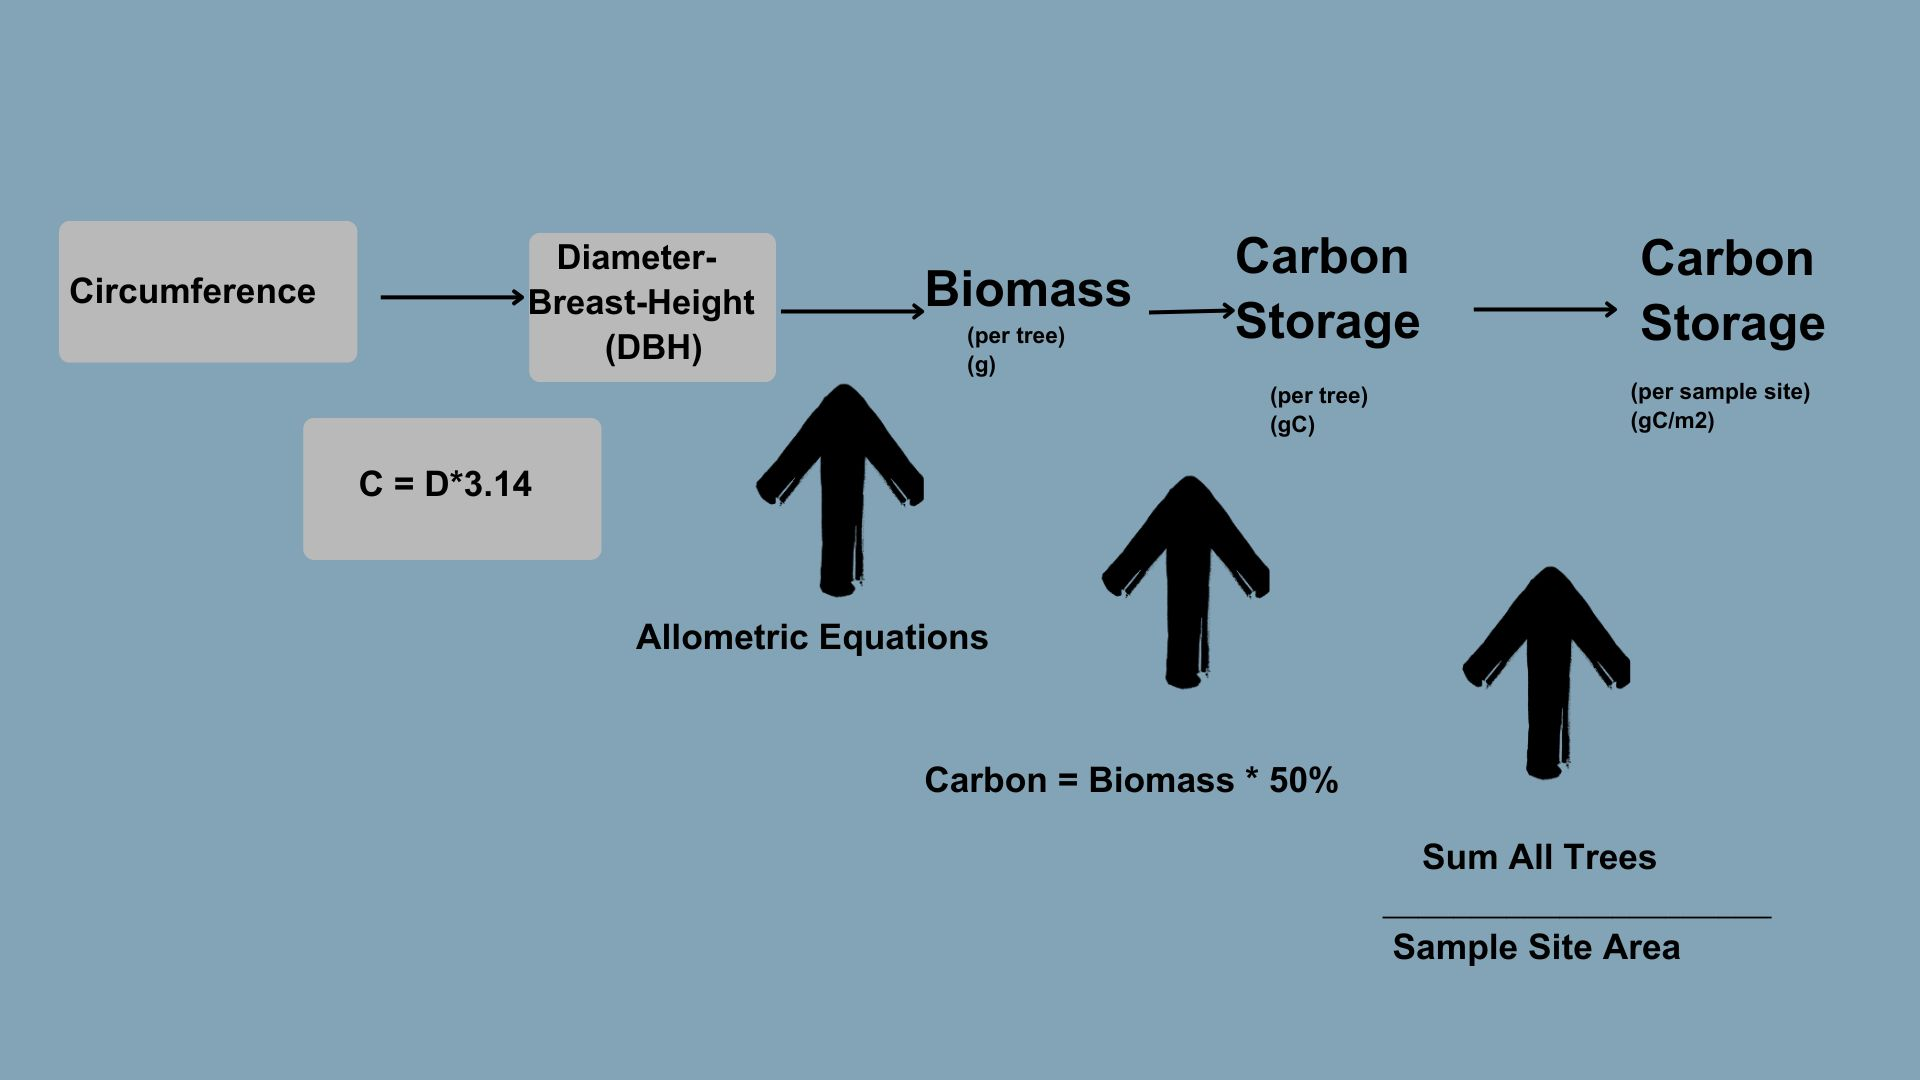 Circumference
Diameter-
Breast-Height
(DBH)
Biomass
(per tree)
(g)
Carbon
Storage
(per tree)
(gC)
Carbon
Storage
(per sample site)
(gC/m2)
C = D*3.14
Allometric Equations
Carbon = Biomass * 50%
Sum All Trees
Sample Site Area